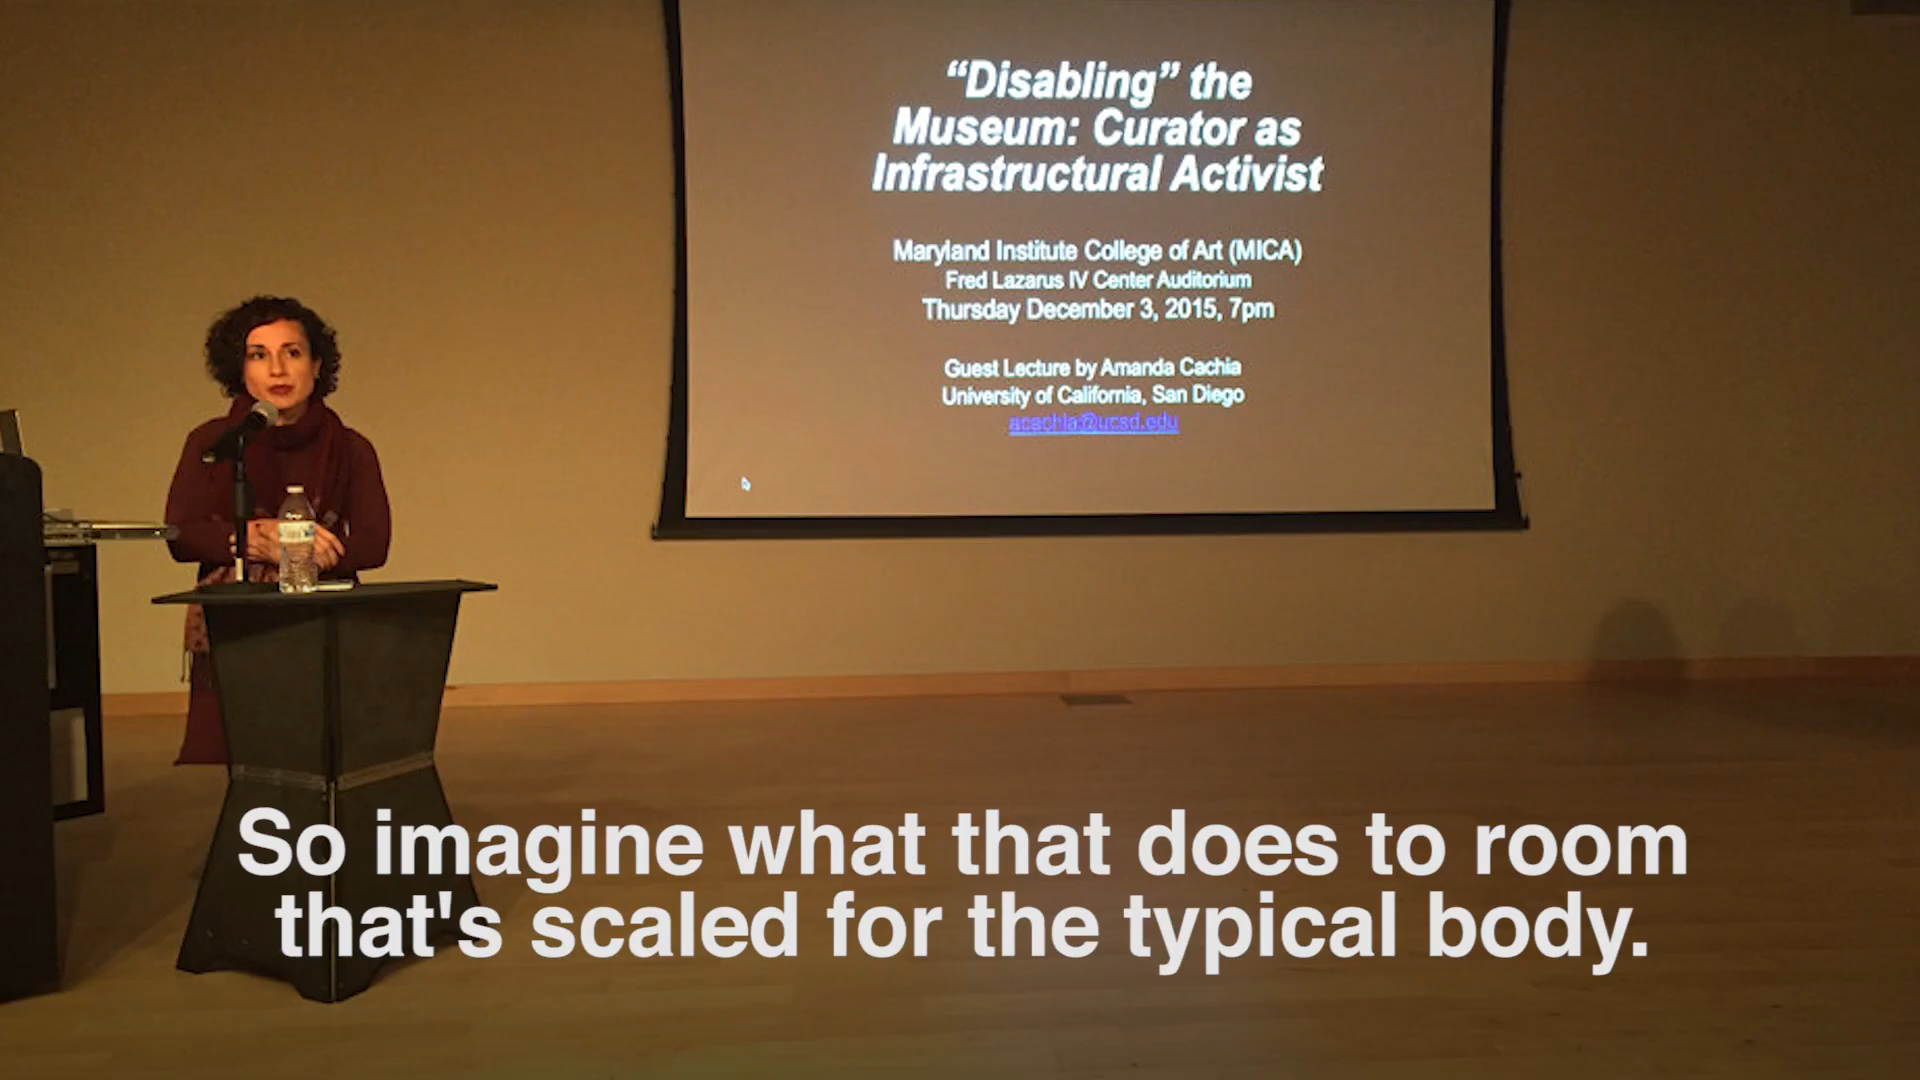 “Disabling” the
Museum: Curator as
Infrastructural Activist
Maryland Institute College of Art (MICA)
Fred Lazarus IV Center Auditorium
Thursday December 3, 2015, 7pm
Guest Lecture by Amanda Cachia
University of California, San Diego
acachia@ucsd.edu
So imagine what that does to room
that's scaled for the typical body.